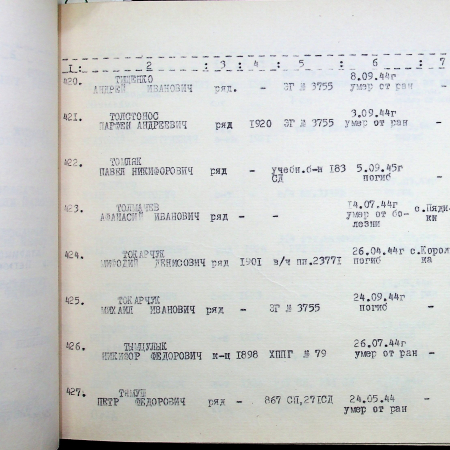 I : 2 : 3 : 4 : 5 : 6 : 7
420. ТИЩЕНКО 8.09.44г
АНДРЕЙ ИВАНОВИЧ ряд. - ЭГ № 3755 умер от ран -
421. ТОЛСТОНОС 3.09.44г
ПАРФЕН АНДРЕЕВИЧ ряд 1920 ЭГ № 3755 умер от ран -
422. ТОМЛЯК
ПАВЕЛ НИКИФОРОВИЧ ряд - учебн.б-н 183 5.09.45г -
СД погиб
423. ТОЛМАЧЕВ 14.07.44г
АФАНАСИЙ ИВАНОВИЧ ряд - - умер от бо- с.Пяди-
лезни ки
424. ТОКАРЧУК 26.04.44г с.Корол
ДЕНИСОВИЧ ряд 1901 в/ч пп.23771 погиб ка
425. ТОКАРЧУК 24.09.44г
МИХАИЛ ИВАНОВИЧ ряд - ЭГ № 3755 погиб -
426. ТЫМЦУЛЫК 26.07.44г
НИКИФОР ФЕДОРОВИЧ к-н 1898 ХППГ № 79 умер от ран -
427. ТЯМУШ
ПЕТР ФЕДОРОВИЧ ряд - 867 СП,271СД 24.05.44 -
умер от ран